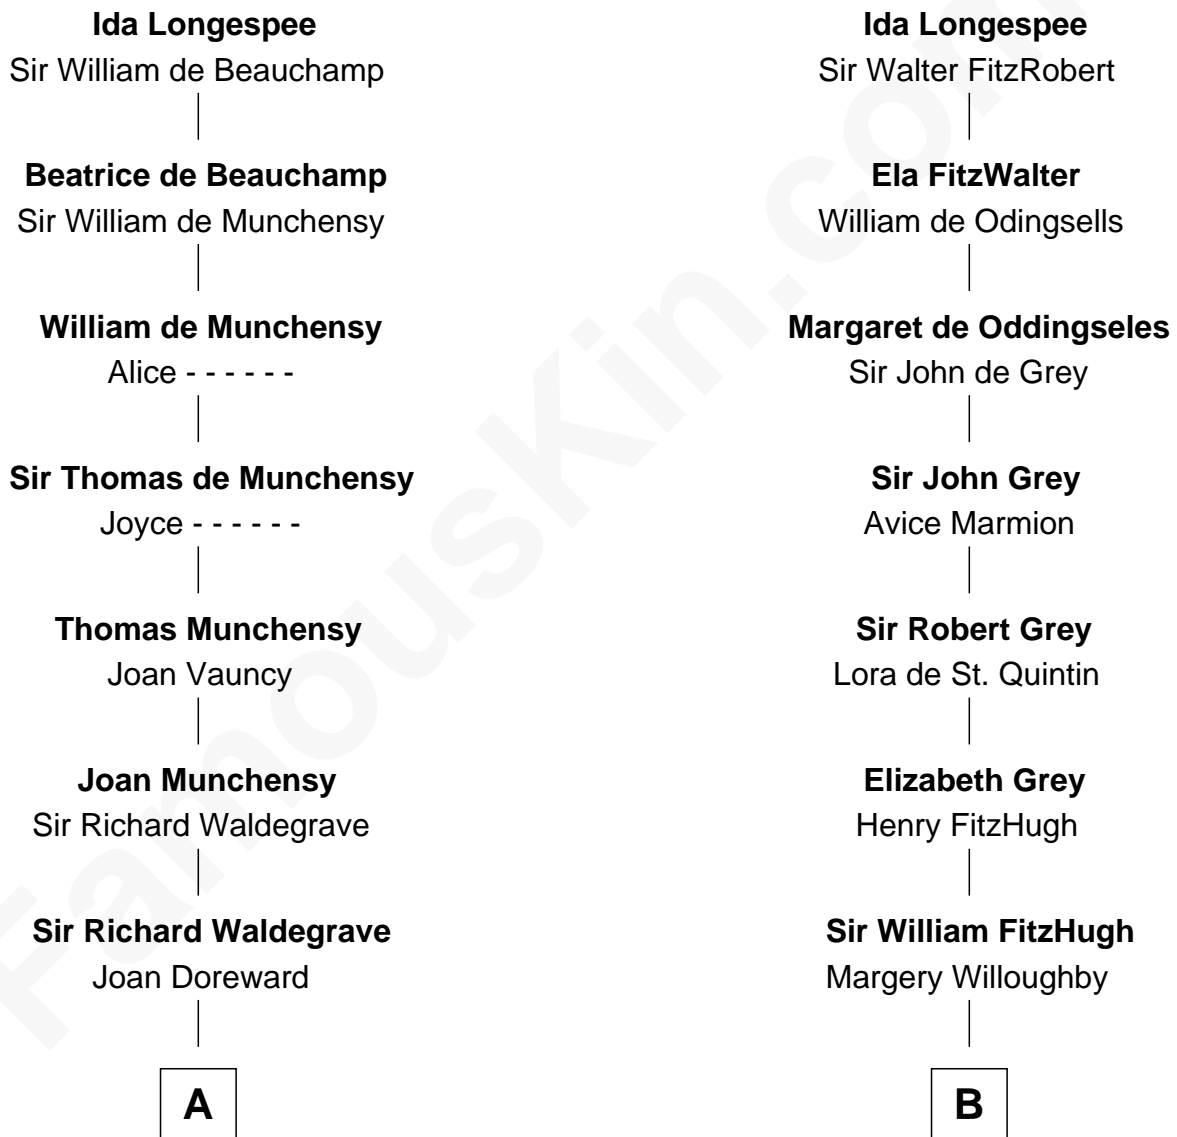 Ida Longespee
Sir William de Beauchamp
Beatrice de Beauchamp
Sir William de Munchensy
William de Munchensy
Alice - - - - - -
Sir Thomas de Munchensy
Joyce - - - - - -
Thomas Munchensy
Joan Vauncy
Joan Munchensy
Sir Richard Waldegrave
Sir Richard Waldegrave
Joan Doreward
A
Ida Longespee
Sir Walter FitzRobert
Ela FitzWalter
William de Odingsells
Margaret de Oddingseles
Sir John de Grey
Sir John Grey
Avice Marmion
Sir Robert Grey
Lora de St. Quintin
Elizabeth Grey
Henry FitzHugh
Sir William FitzHugh
Margery Willoughby
B
FamousKin.com